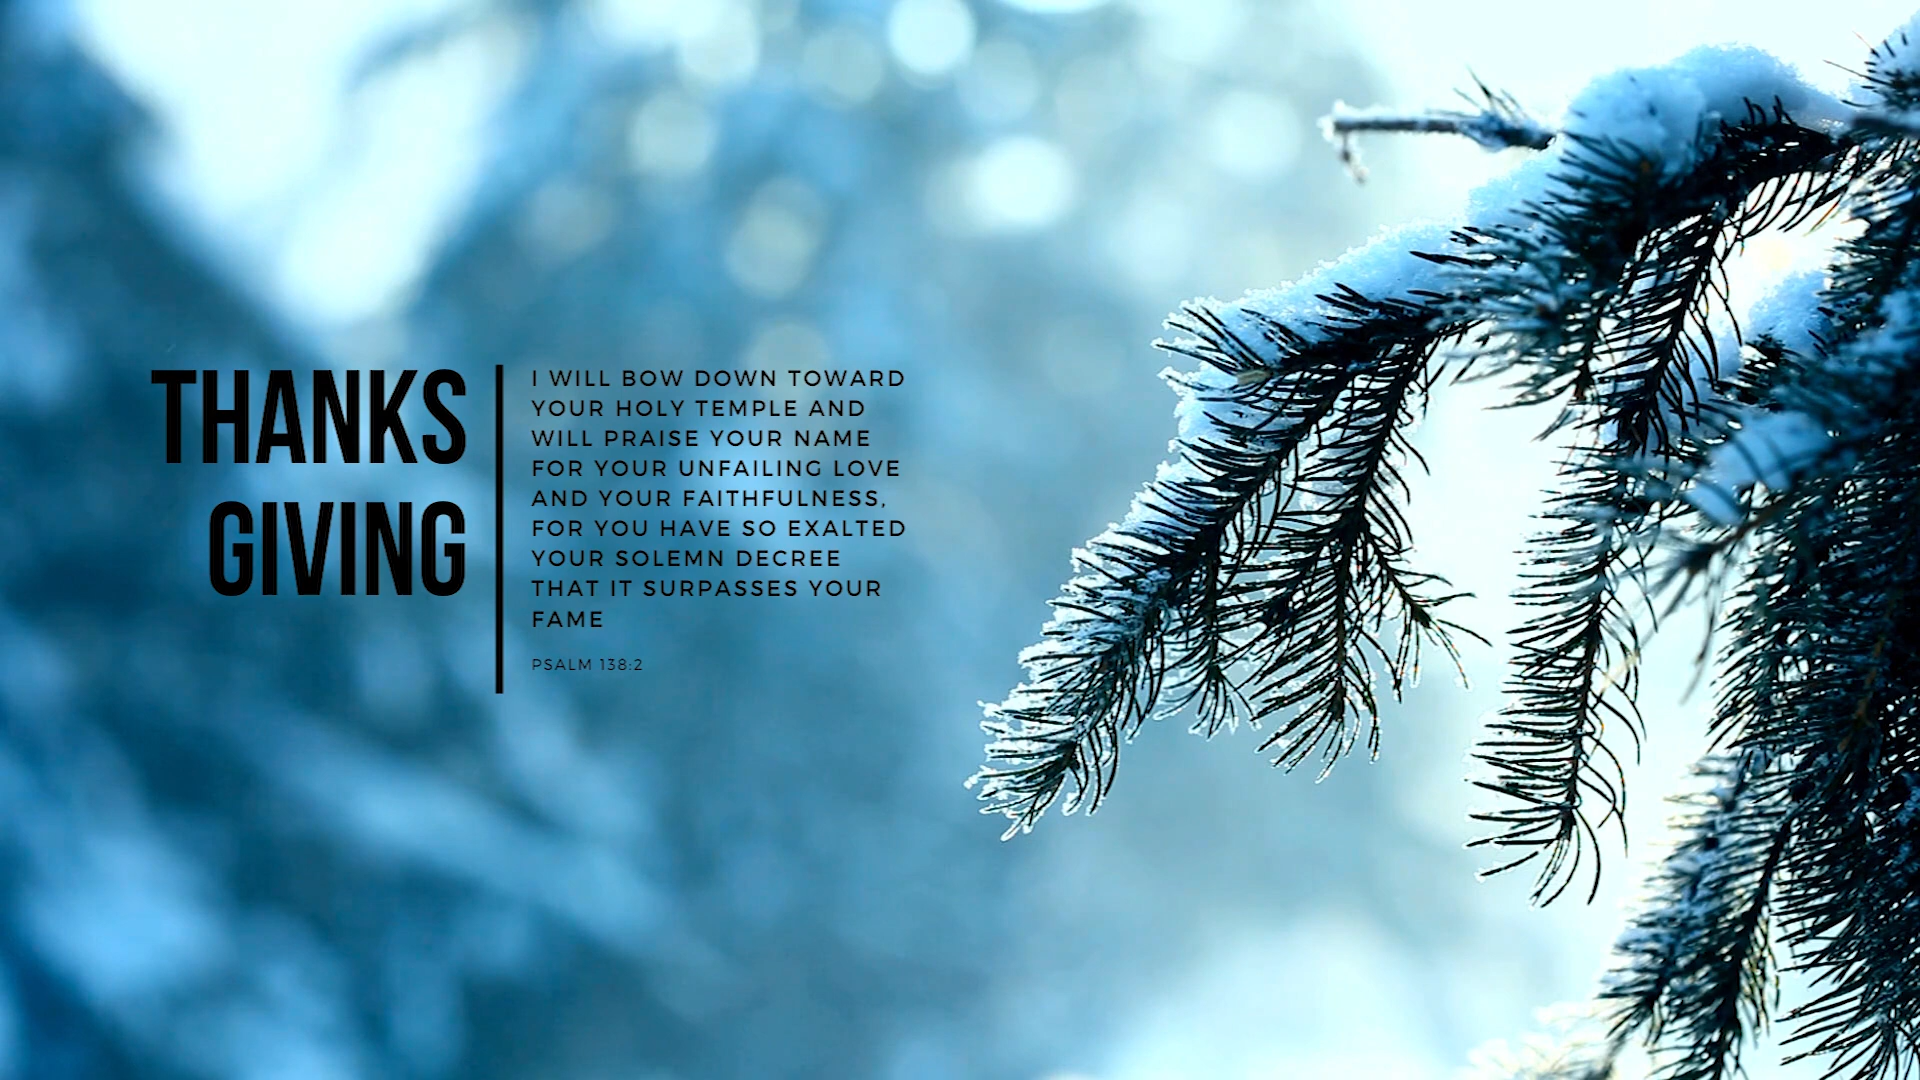 THANKS
GIVING
I WILL BOW DOWN TOWARD
YOUR HOLY TEMPLE AND
WILL PRAISE YOUR NAME
FOR YOUR UNFAILING LOVE
AND YOUR FAITHFULNESS,
FOR YOU HAVE SO EXALTED
YOUR SOLEMN DECREE
THAT IT SURPASSES YOUR
FAME
PSALM 138:2